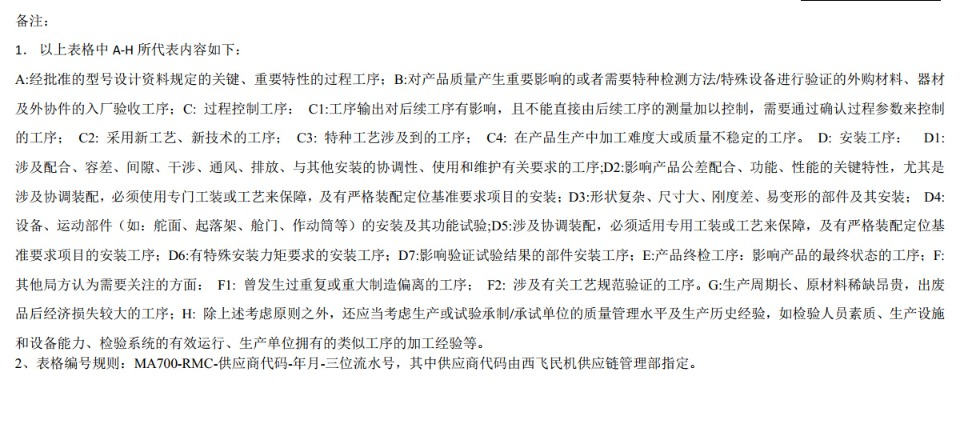 备注：
1． 以上表格中 A-H 所代表内容如下：
A:经批准的型号设计资料规定的关键、重要特性的过程工序；B:对产品质量产生重要影响的或者需要特种检测方法/特殊设备进行验证的外购材料、器材
及外协件的入厂验收工序；C: 过程控制工序： C1:工序输出对后续工序有影响，且不能直接由后续工序的测量加以控制，需要通过确认过程参数来控制
的工序； C2: 采用新工艺、新技术的工序； C3: 特种工艺涉及到的工序； C4: 在产品生产中加工难度大或质量不稳定的工序。 D: 安装工序： D1:
涉及配合、容差、间隙、干涉、通风、排放、与其他安装的协调性、使用和维护有关要求的工序;D2:影响产品公差配合、功能、性能的关键特性，尤其是
涉及协调装配，必须使用专门工装或工艺来保障，及有严格装配定位基准要求项目的安装；D3:形状复杂、尺寸大、刚度差、易变形的部件及其安装； D4:
设备、运动部件（如：舵面、起落架、舱门、作动筒等）的安装及其功能试验;D5:涉及协调装配，必须适用专用工装或工艺来保障，及有严格装配定位基
准要求项目的安装工序；D6:有特殊安装力矩要求的安装工序；D7:影响验证试验结果的部件安装工序；E:产品终检工序：影响产品的最终状态的工序；F:
其他局方认为需要关注的方面： F1: 曾发生过重复或重大制造偏离的工序； F2: 涉及有关工艺规范验证的工序。G:生产周期长、原材料稀缺昂贵，出废
品后经济损失较大的工序；H: 除上述考虑原则之外，还应当考虑生产或试验承制/承试单位的质量管理水平及生产历史经验，如检验人员素质、生产设施
和设备能力、检验系统的有效运行、生产单位拥有的类似工序的加工经验等。
2、表格编号规则：MA700-RMC-供应商代码-年月-三位流水号，其中供应商代码由西飞民机供应链管理部指定。